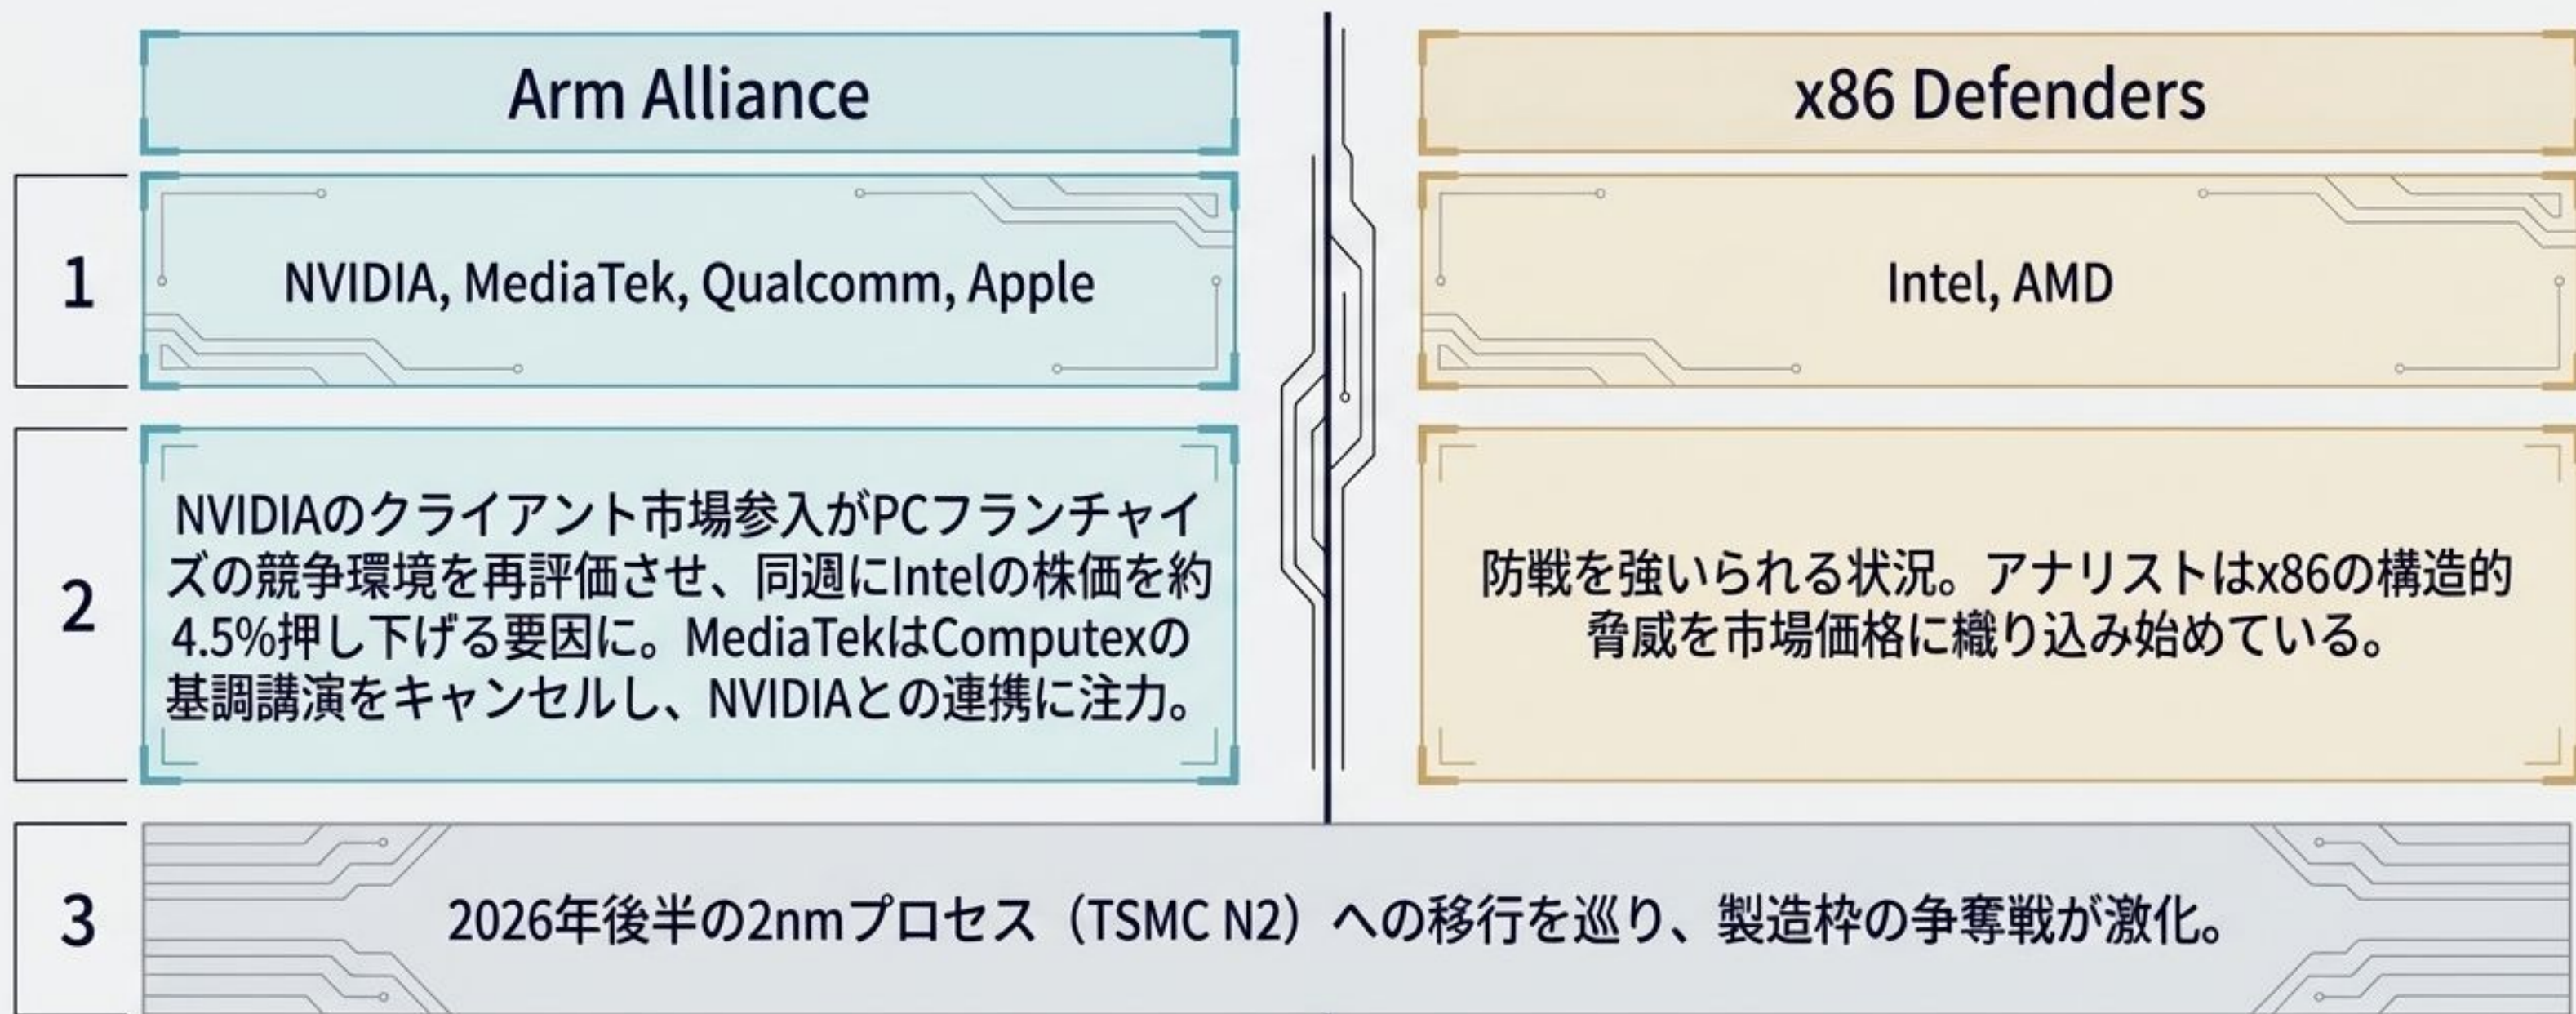 Arm Alliance
x86 Defenders
1
NVIDIA, MediaTek, Qualcomm, Apple
Intel, AMD
2
NVIDIAのクライアント市場参入がPCフランチャイ
ズの競争環境を再評価させ、同週にIntelの株価を約
4.5%押し下げる要因に。MediaTekはComputexの
基調講演をキャンセルし、NVIDIAとの連携に注力。
防戦を強いられる状況。アナリストはx86の構造的
脅威を市場価格に織り込み始めている。
3
2026年後半の2nmプロセス（TSMC N2）への移行を巡り、製造枠の争奪戦が激化。